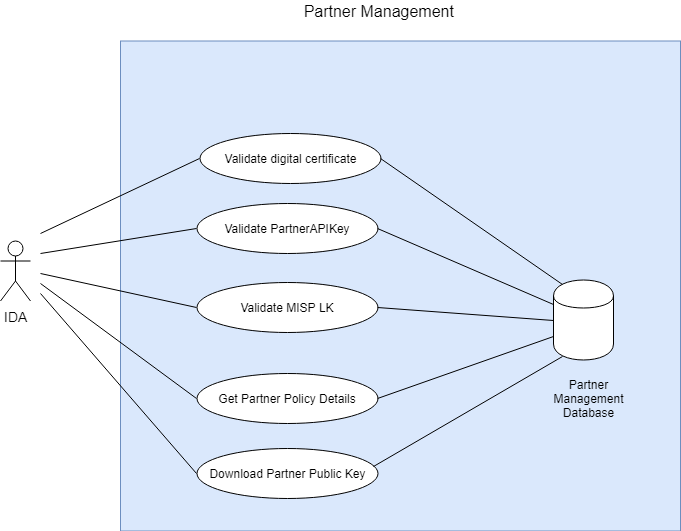 Partner Management
Validate digital certificate
Validate PartnerAPIKey
Validate MISP LK
IDA
Get Partner Policy Details
Download Partner Public Key
Partner
Management
Database